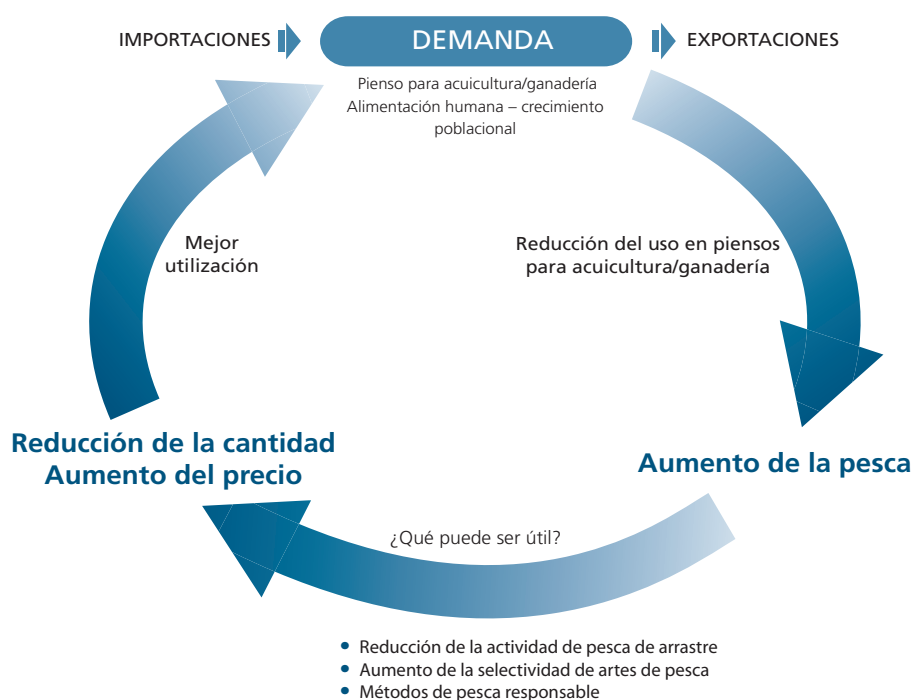 IMPORTACIONES
DEMANDA
EXPORTACIONES
Pienso para acuicultura/ganadería
Alimentación humana – crecimiento
poblacional
Mejor
utilización
Reducción del uso en piensos
para acuicultura/ganadería
Reducción de la cantidad
Aumento del precio
Aumento de la pesca
¿Qué puede ser útil?
• Reducción de la actividad de pesca de arrastre
• Aumento de la selectividad de artes de pesca
• Métodos de pesca responsable